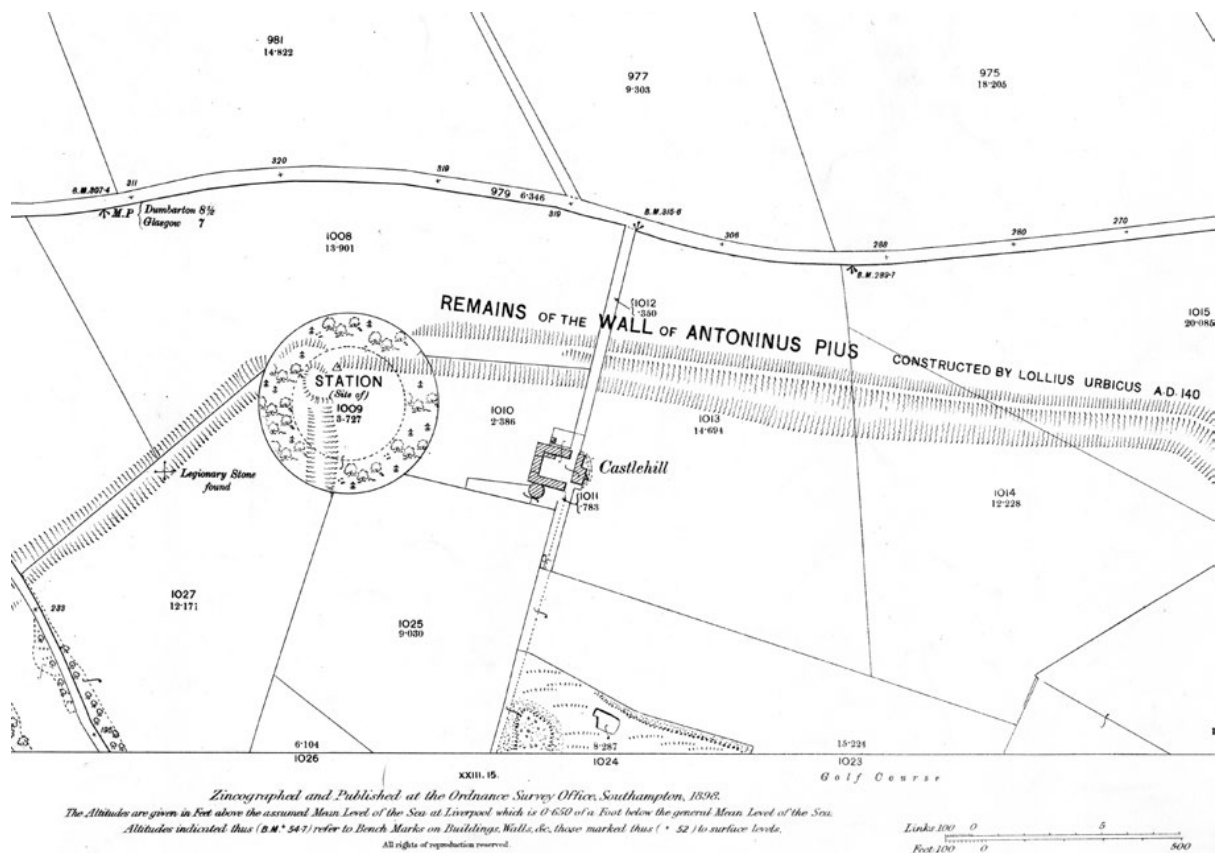 981
14·822
977
9·303
975
18·205
320
319
311
B.M.307·4
M.P { Dumbarton 8½
Glasgow 7
979 6·346
319
B.M.315·6
306
268
280
270
B.M.289·7
1008
13·901
1012
·350
1015
20·085
REMAINS OF THE WALL OF ANTONINUS PIUS
CONSTRUCTED BY LOLLIUS URBICUS A.D. 140
STATION
(Site of)
1009
3·727
1010
2·386
1013
14·694
Legionary Stone
found
Castlehill
1011
·783
1014
12·228
1027
12·171
233
1025
9·030
195
6·104
1026
8·287
1024
15·224
1023
XXIII.15.
Golf Course
Zincographed and Published at the Ordnance Survey Office, Southampton, 1898.
The Altitudes are given in Feet above the assumed Mean Level of the Sea at Liverpool which is 0·650 of a Foot below the general Mean Level of the Sea.
Altitudes indicated thus (B.M.↑ 54·7) refer to Bench Marks on Buildings, Walls, &c, those marked thus (+ 52) to surface levels.
All rights of reproduction reserved.
Links 100 0 5
Feet 100 0 500